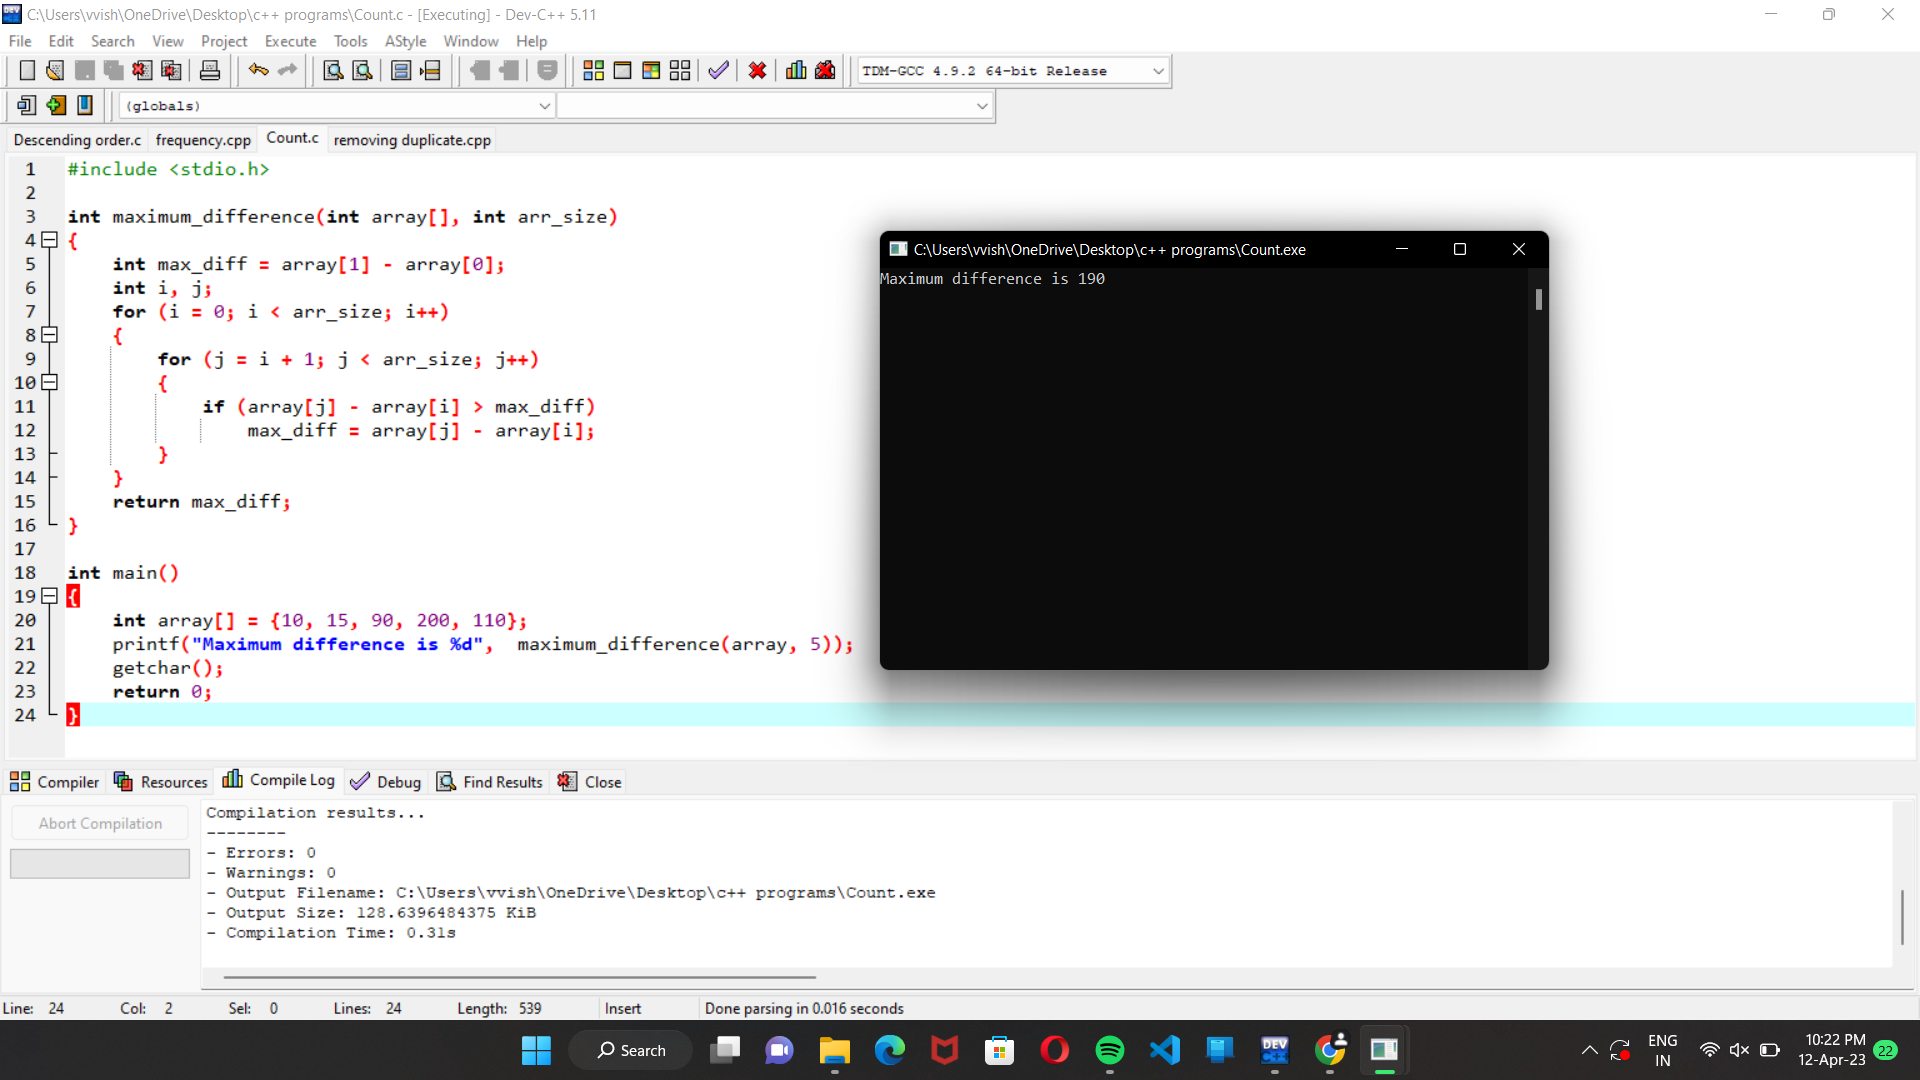 C:\Users\vvish\OneDrive\Desktop\c++ programs\Count.c - [Executing] - Dev-C++ 5.11
File Edit Search View Project Execute Tools AStyle Window Help
TDM-GCC 4.9.2 64-bit Release
(globals)
Descending order.c frequency.cpp Count.c removing duplicate.cpp
1 #include <stdio.h>
2
3 int maximum_difference(int array[], int arr_size)
4 {
5 int max_diff = array[1] - array[0];
6 int i, j;
7 for (i = 0; i < arr_size; i++)
8 {
9 for (j = i + 1; j < arr_size; j++)
10 {
11 if (array[j] - array[i] > max_diff)
12 max_diff = array[j] - array[i];
13 }
14 }
15 return max_diff;
16 }
17
18 int main()
19 {
20 int array[] = {10, 15, 90, 200, 110};
21 printf("Maximum difference is %d", maximum_difference(array, 5));
22 getchar();
23 return 0;
24 }
C:\Users\vvish\OneDrive\Desktop\c++ programs\Count.exe
Maximum difference is 190
Compiler Resources Compile Log Debug Find Results Close
Abort Compilation
Compilation results...
--------
- Errors: 0
- Warnings: 0
- Output Filename: C:\Users\vvish\OneDrive\Desktop\c++ programs\Count.exe
- Output Size: 128.6396484375 KiB
- Compilation Time: 0.31s
Line: 24 Col: 2 Sel: 0 Lines: 24 Length: 539 Insert Done parsing in 0.016 seconds
Search
DEV
C++
ENG
IN
10:22 PM
12-Apr-23
22